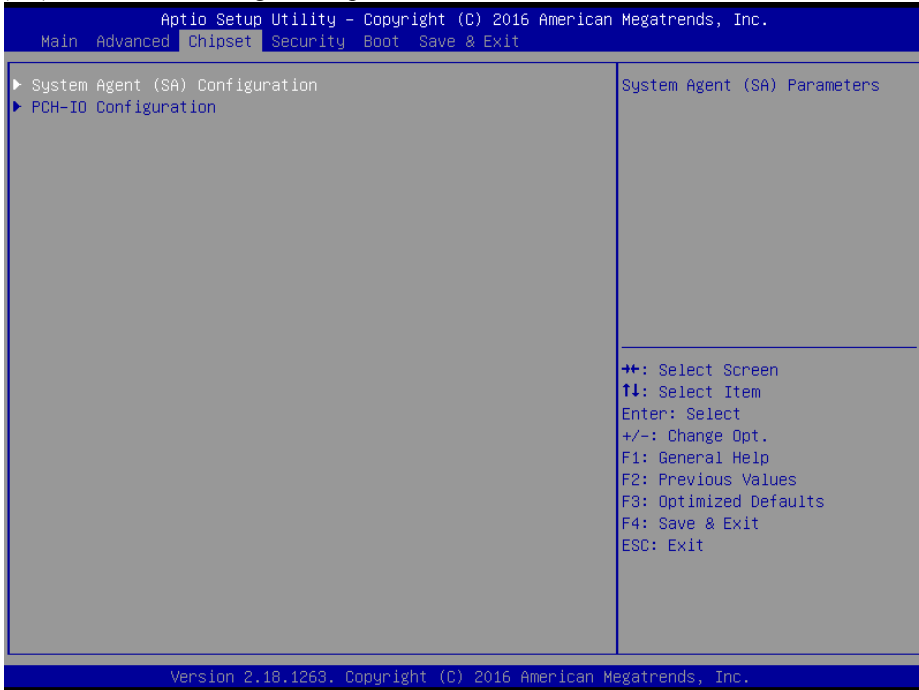 Aptio Setup Utility – Copyright (C) 2016 American Megatrends, Inc.
Main Advanced Chipset Security Boot Save & Exit
▶ System Agent (SA) Configuration
▶ PCH-IO Configuration
System Agent (SA) Parameters
→←: Select Screen
↑↓: Select Item
Enter: Select
+/-: Change Opt.
F1: General Help
F2: Previous Values
F3: Optimized Defaults
F4: Save & Exit
ESC: Exit
Version 2.18.1263. Copyright (C) 2016 American Megatrends, Inc.